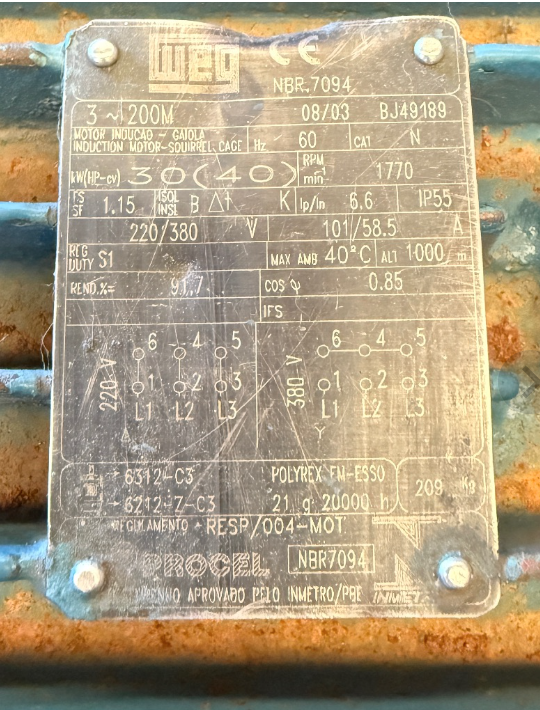 WEG CE
NBR.7094
3 ~ 200M 08/03 BJ49189
MOTOR INDUCAO - GAIOLA
INDUCTION MOTOR-SQUIRREL CAGE Hz 60 CAT N
kW(HP-cv) 30(40) RPM min⁻¹ 1770
FS SF 1.15 ISOL INSL B Δt K Ip/In 6.6 IP55
220/380 V 101/58.5 A
REG DUTY S1 MAX AMB 40°C ALT 1000 m
REND.%= 91.7 COS φ 0.85
IFS
220 V 6 4 5 380 V 6 4 5
1 2 3 1 2 3
L1 L2 L3 L1 L2 L3
Δ Y
6312-C3 POLYREX EM-ESSO 209 Kg
6212-Z-C3 21 g 20000 h
REGULAMENTO - RESP/004-MOT
PROCEL NBR7094
APROVADO PELO INMETRO/PBE INMETRO